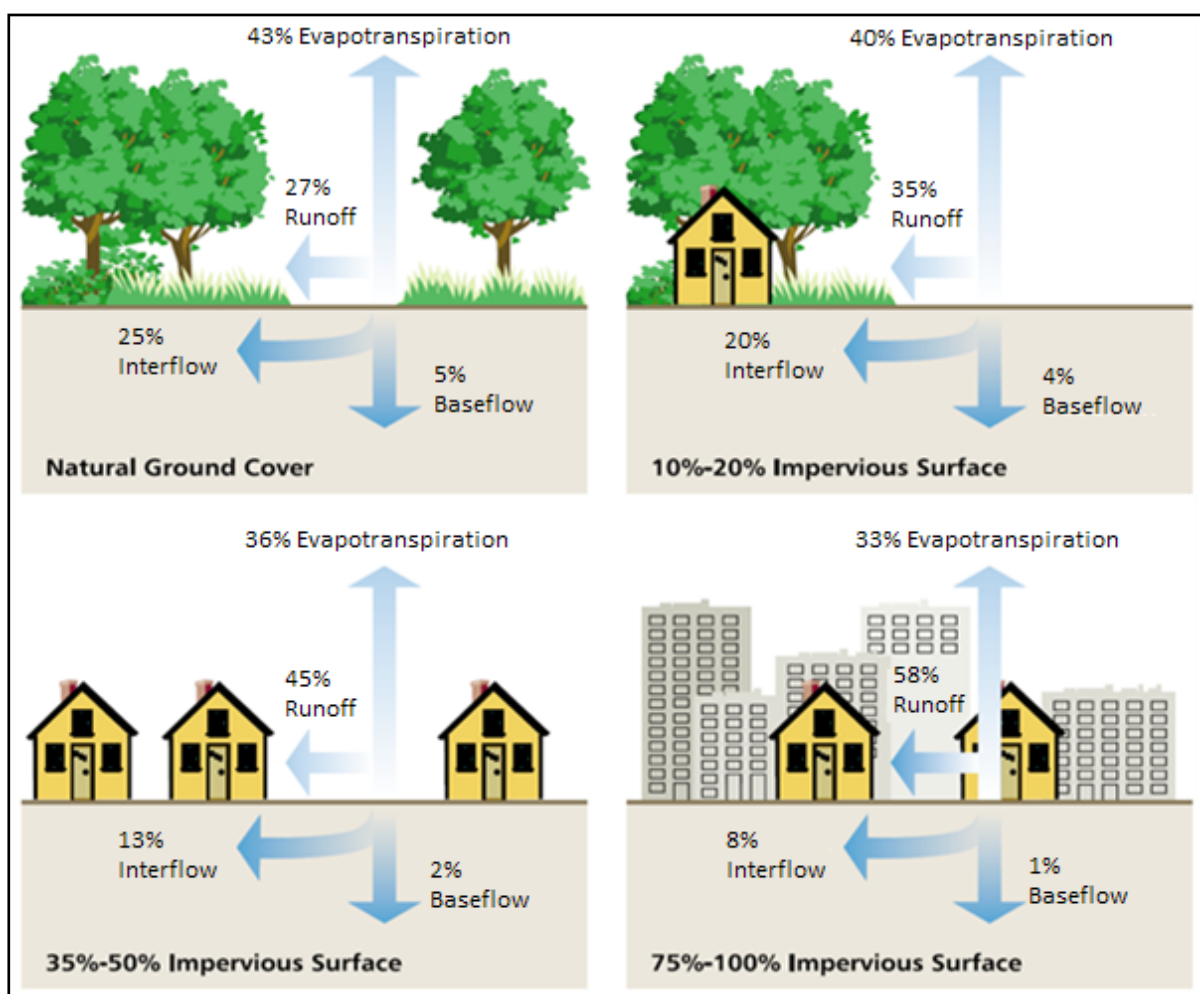 43% Evapotranspiration
27%
Runoff
25%
Interflow
5%
Baseflow
Natural Ground Cover
40% Evapotranspiration
35%
Runoff
20%
Interflow
4%
Baseflow
10%-20% Impervious Surface
36% Evapotranspiration
45%
Runoff
13%
Interflow
2%
Baseflow
35%-50% Impervious Surface
33% Evapotranspiration
58%
Runoff
8%
Interflow
1%
Baseflow
75%-100% Impervious Surface